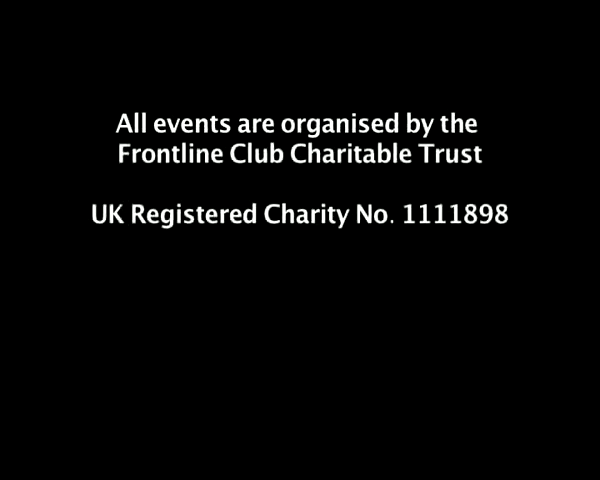 All events are organised by the
Frontline Club Charitable Trust
UK Registered Charity No. 1111898